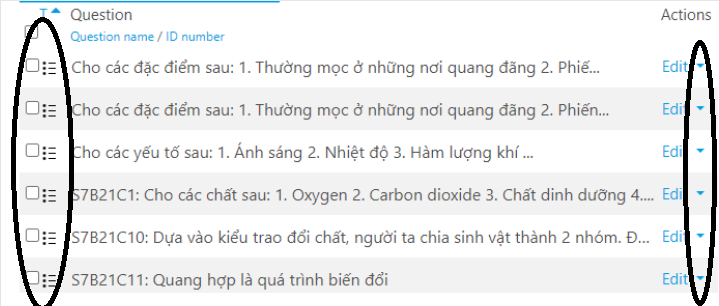 T Question Actions
Question name / ID number
Cho các đặc điểm sau: 1. Thường mọc ở những nơi quang đãng 2. Phiế... Edit
Cho các đặc điểm sau: 1. Thường mọc ở những nơi quang đãng 2. Phiến... Edit
Cho các yếu tố sau: 1. Ánh sáng 2. Nhiệt độ 3. Hàm lượng khí ... Edit
S7B21C1: Cho các chất sau: 1. Oxygen 2. Carbon dioxide 3. Chất dinh dưỡng 4.... Edit
S7B21C10: Dựa vào kiểu trao đổi chất, người ta chia sinh vật thành 2 nhóm. Đ... Edit
S7B21C11: Quang hợp là quá trình biến đổi Edit